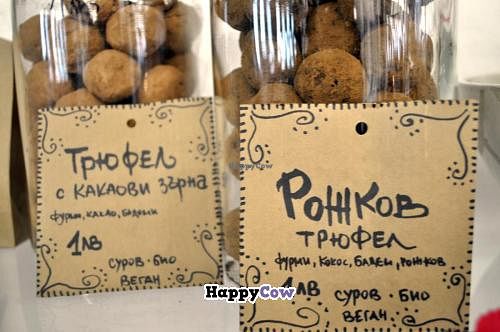 ТРЮФЕЛ
С КАКАОВИ ЗЪРНА
ФУРМИ, КАКАО, БАДЕМИ
1ЛВ
СУРОВ · БИО
ВЕГАН
РОЖКОВ
ТРЮФЕЛ
ФУРМИ, КОКОС, БАДЕМИ, РОЖКОВ
1ЛВ СУРОВ · БИО
ВЕГАН
HappyCow
HappyCow